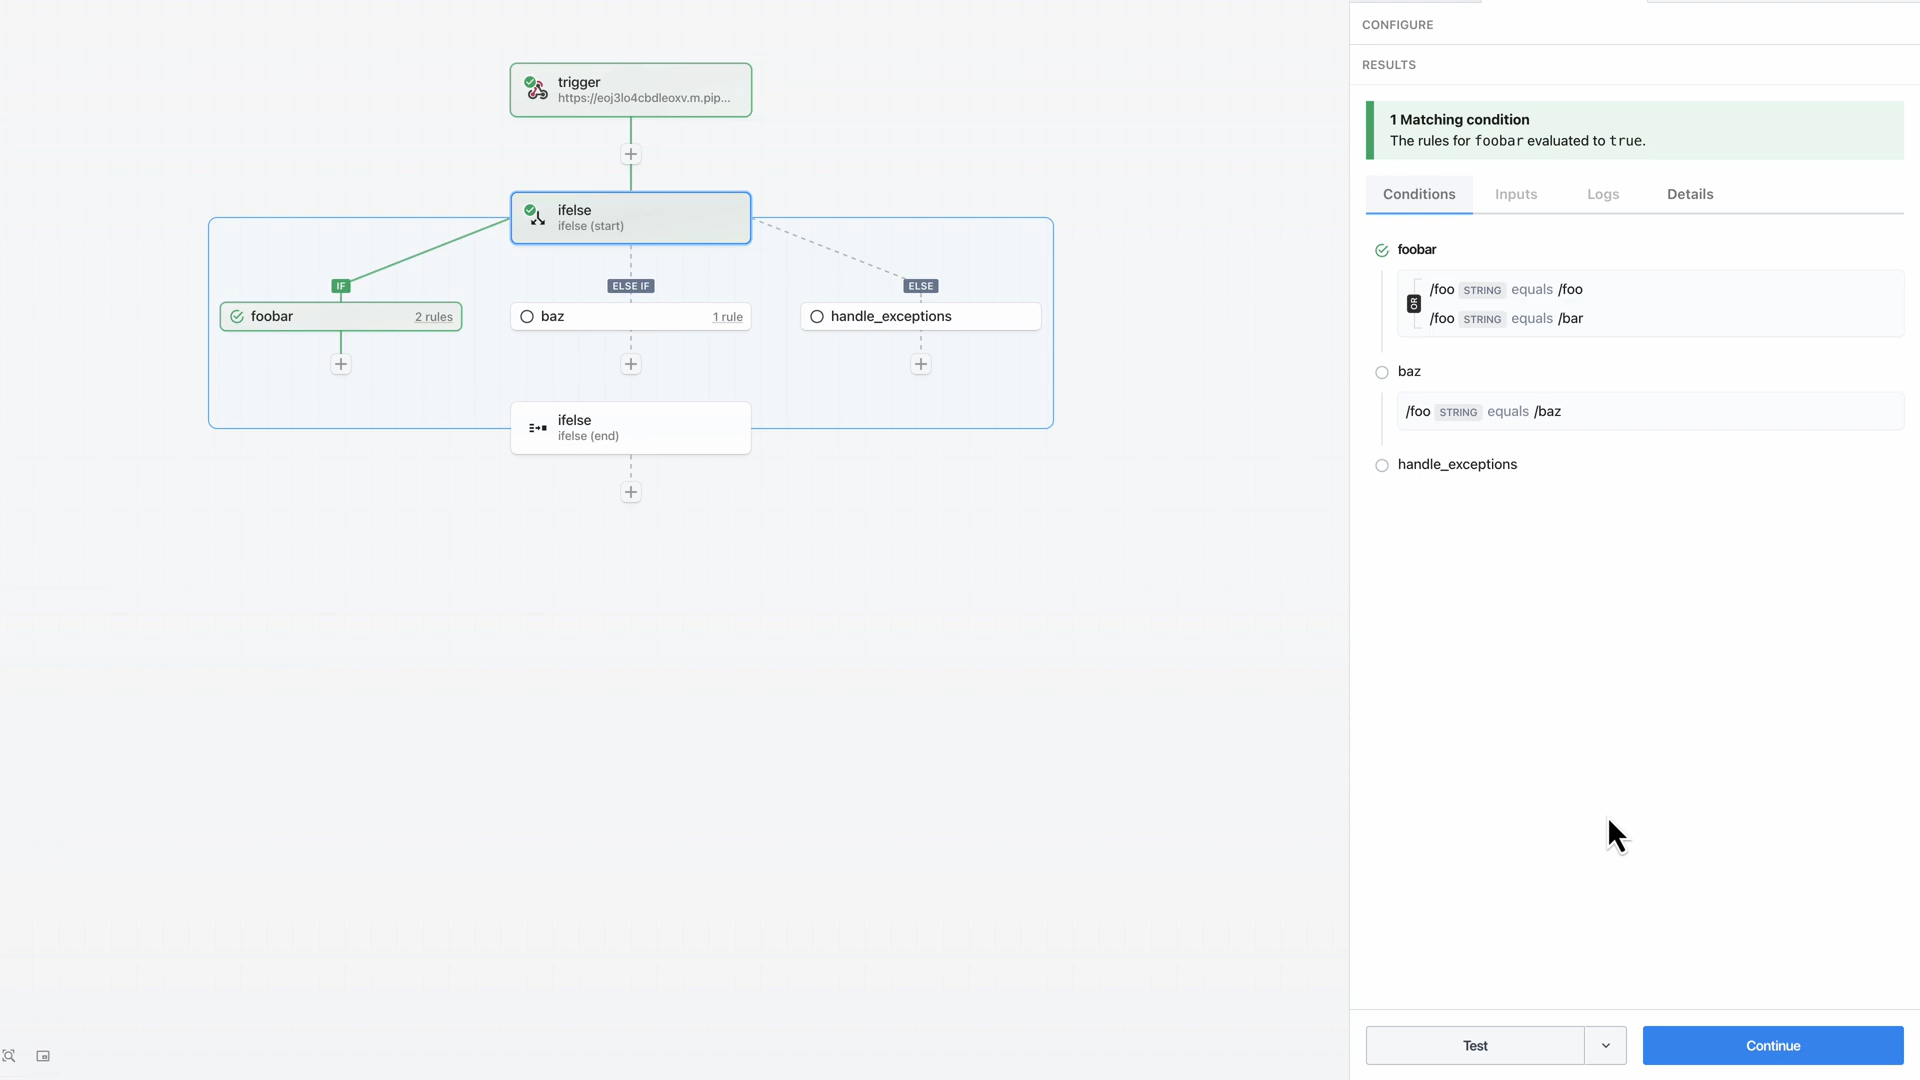 trigger
https://eoj3lo4cbdleoxv.m.pip...
ifelse
ifelse (start)
IF
ELSE IF
ELSE
foobar
2 rules
baz
1 rule
handle_exceptions
ifelse
ifelse (end)
CONFIGURE
RESULTS
1 Matching condition
The rules for foobar evaluated to true.
Conditions
Inputs
Logs
Details
foobar
OR
/foo STRING equals /foo
/foo STRING equals /bar
baz
/foo STRING equals /baz
handle_exceptions
Test
Continue